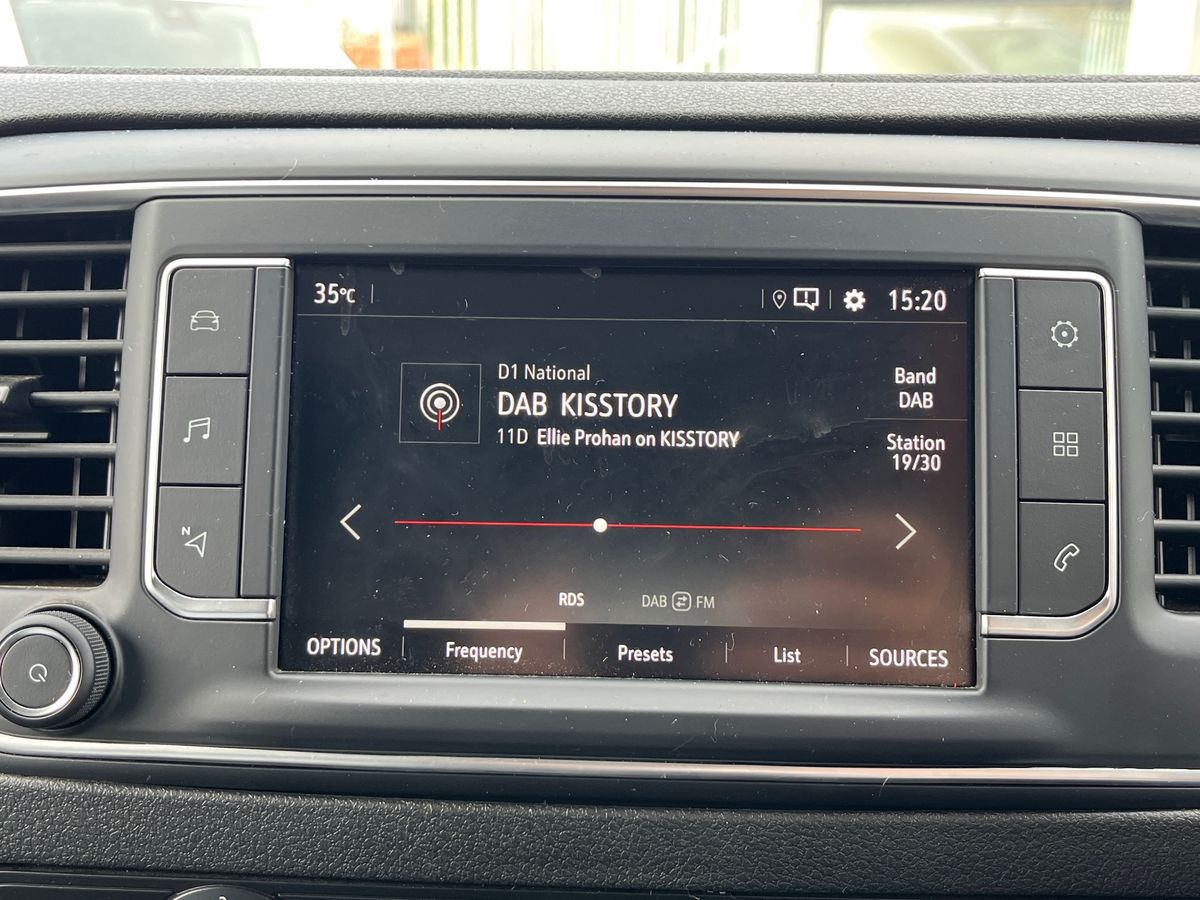 35°C
15:20
D1 National
DAB KISSTORY
11D Ellie Prohan on KISSTORY
Band
DAB
Station
19/30
N
RDS
DAB FM
OPTIONS
Frequency
Presets
List
SOURCES